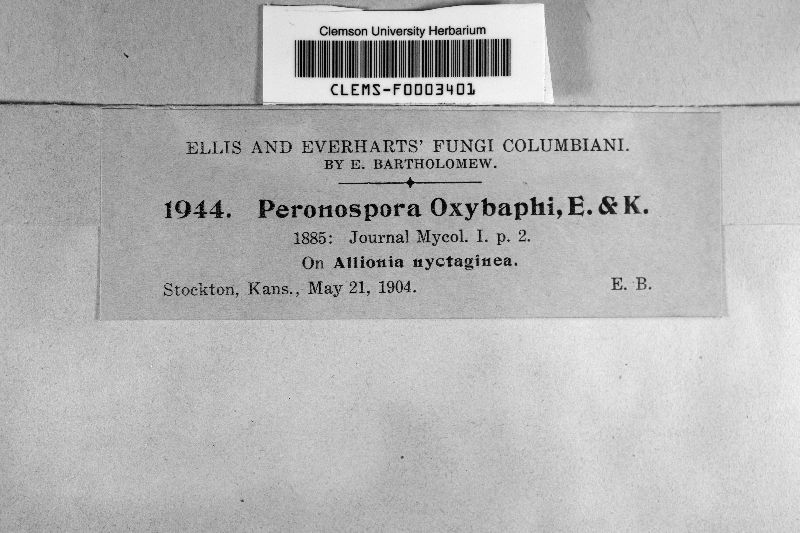 Clemson University Herbarium
CLEMS-F0003401
ELLIS AND EVERHARTS' FUNGI COLUMBIANI.
BY E. BARTHOLOMEW.
1944. Peronospora Oxybaphi, E. & K.
1885: Journal Mycol. I. p. 2.
On Allionia nyctaginea.
Stockton, Kans., May 21, 1904. E. B.